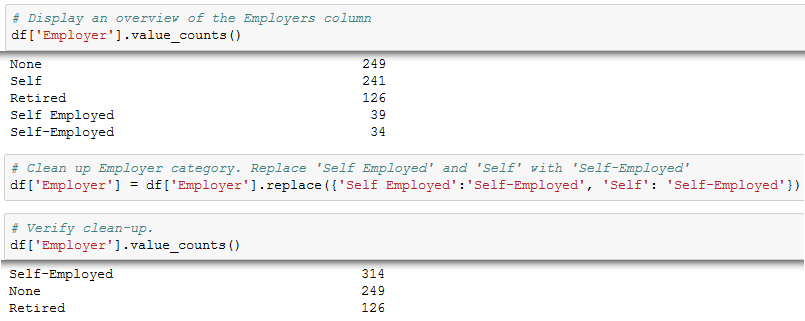 # Display an overview of the Employers column
df['Employer'].value_counts()
None 249
Self 241
Retired 126
Self Employed 39
Self-Employed 34
# Clean up Employer category. Replace 'Self Employed' and 'Self' with 'Self-Employed'
df['Employer'] = df['Employer'].replace({'Self Employed':'Self-Employed', 'Self': 'Self-Employed'})
# Verify clean-up.
df['Employer'].value_counts()
Self-Employed 314
None 249
Retired 126